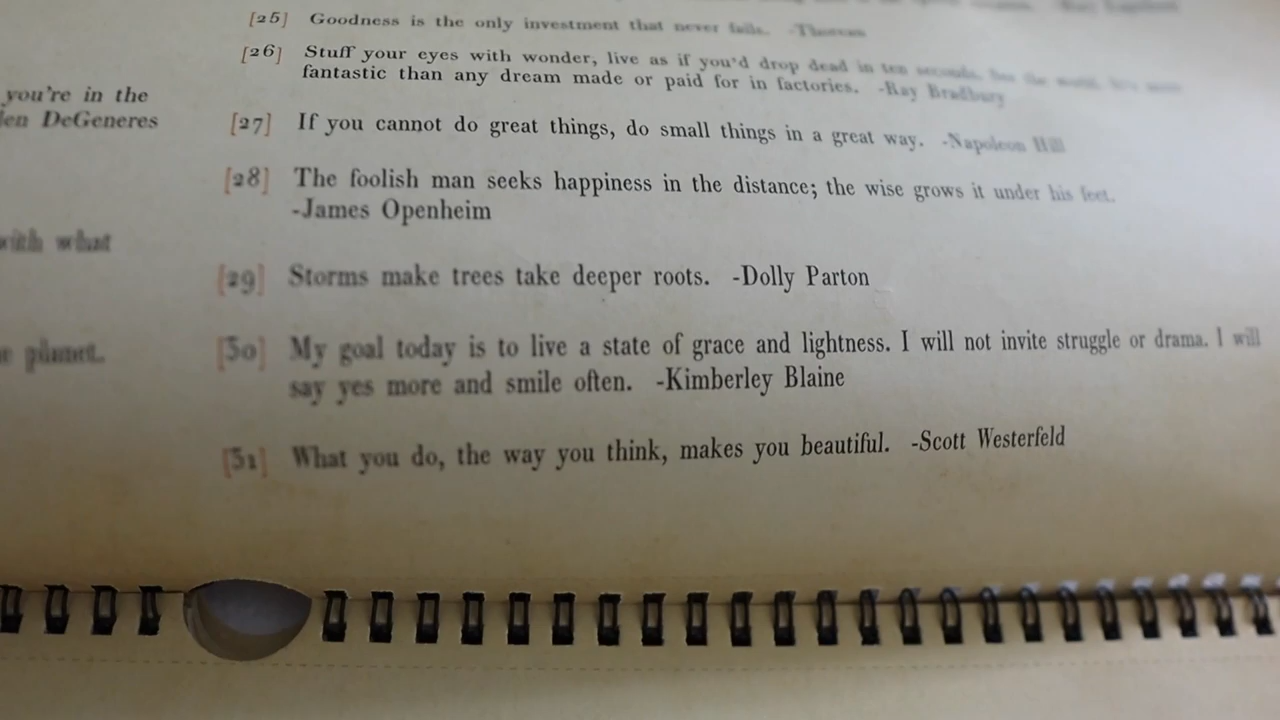 you're in the
len DeGeneres
with what
planet.
[25] Goodness is the only investment that never fails. -Thoreau
[26] Stuff your eyes with wonder, live as if you'd drop dead in ten seconds. See the world. It's more
fantastic than any dream made or paid for in factories. -Ray Bradbury
[27] If you cannot do great things, do small things in a great way. -Napoleon Hill
[28] The foolish man seeks happiness in the distance; the wise grows it under his feet.
-James Openheim
[29] Storms make trees take deeper roots. -Dolly Parton
[30] My goal today is to live a state of grace and lightness. I will not invite struggle or drama. I will
say yes more and smile often. -Kimberley Blaine
[31] What you do, the way you think, makes you beautiful. -Scott Westerfeld